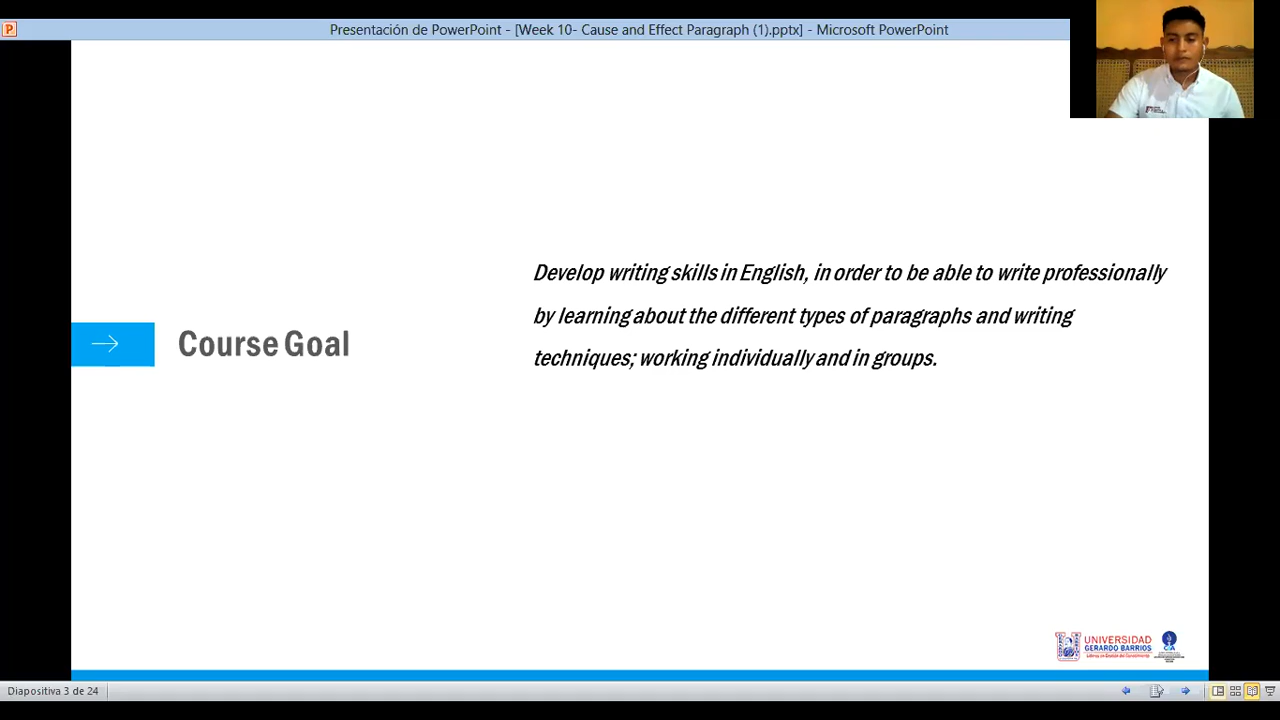 Presentación de PowerPoint - [Week 10- Cause and Effect Paragraph (1).pptx] - Microsoft PowerPoint
Develop writing skills in English, in order to be able to write professionally
by learning about the different types of paragraphs and writing
techniques; working individually and in groups.
Course Goal
UNIVERSIDAD
GERARDO BARRIOS
Diapositiva 3 de 24